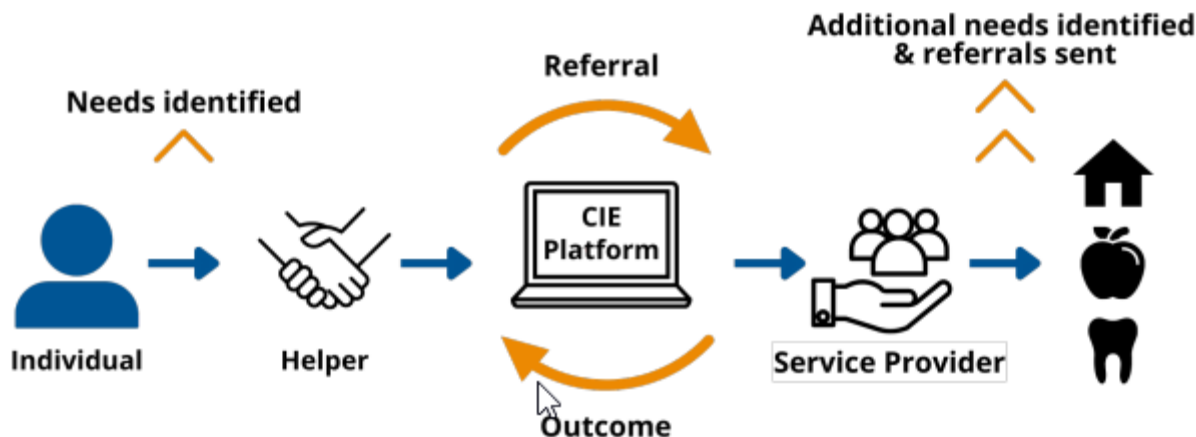 Additional needs identified
& referrals sent
Referral
Needs identified
CIE
Platform
Individual
Helper
Service Provider
Outcome